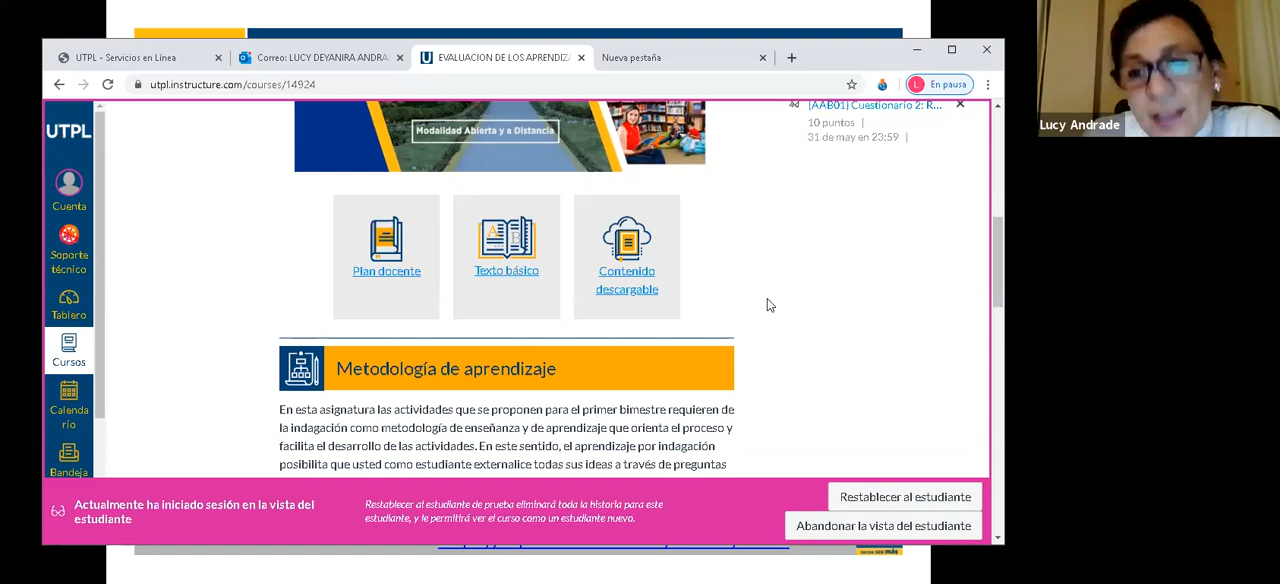 UTPL - Servicios en Línea
Correo: LUCY DEYANIRA ANDRA
EVALUACION DE LOS APRENDIZA
Nueva pestaña
utpl.instructure.com/courses/14924
L
En pausa
UTPL
Cuenta
Soporte
técnico
Tablero
Cursos
Calenda
rio
Bandeja
Modalidad Abierta y a Distancia
[AAB01] Cuestionario 2: R...
10 puntos |
31 de may en 23:59 |
Plan docente
Texto básico
Contenido
descargable
Metodología de aprendizaje
En esta asignatura las actividades que se proponen para el primer bimestre requieren de
la indagación como metodología de enseñanza y de aprendizaje que orienta el proceso y
facilita el desarrollo de las actividades. En este sentido, el aprendizaje por indagación
posibilita que usted como estudiante externalice todas sus ideas a través de preguntas
Actualmente ha iniciado sesión en la vista del
estudiante
Restablecer al estudiante de prueba eliminará toda la historia para este
estudiante, y le permitirá ver el curso como un estudiante nuevo.
Restablecer al estudiante
Abandonar la vista del estudiante
Lucy Andrade